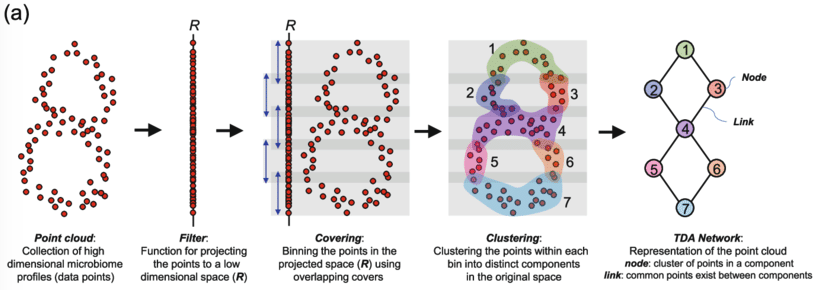 (a)
R
R
1
2
3
4
5
6
7
1
2
3
Node
Link
4
5
6
7
Point cloud:
Collection of high
dimensional microbiome
profiles (data points)
Filter:
Function for projecting
the points to a low
dimensional space (R)
Covering:
Binning the points in the
projected space (R) using
overlapping covers
Clustering:
Clustering the points within each
bin into distinct components
in the original space
TDA Network:
Representation of the point cloud
node: cluster of points in a component
link: common points exist between components